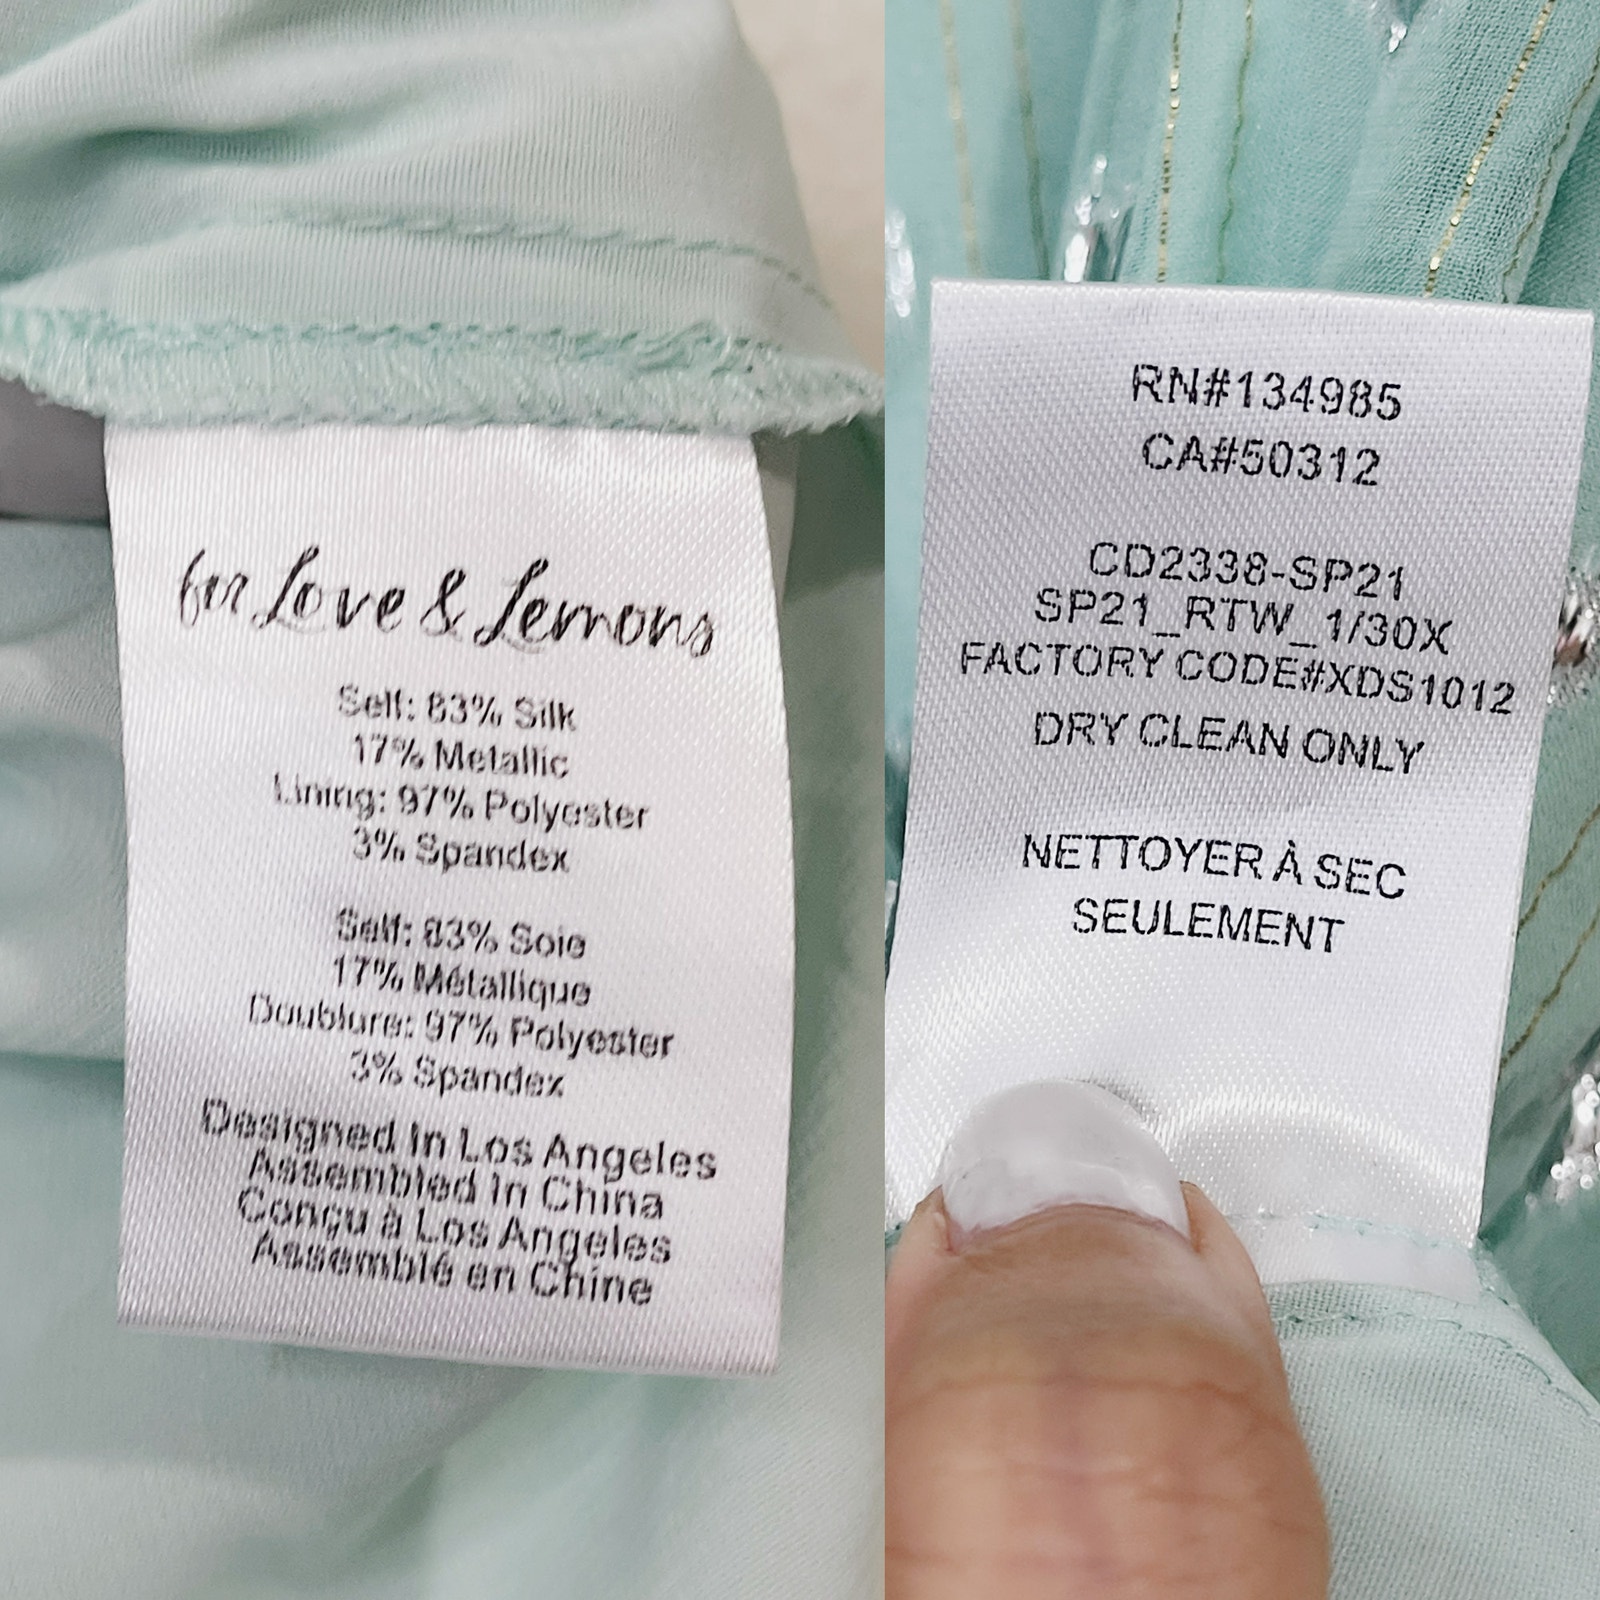 for Love & Lemons
Self: 83% Silk
17% Metallic
Lining: 97% Polyester
3% Spandex
Self: 83% Soie
17% Métallique
Doublure: 97% Polyester
3% Spandex
Designed In Los Angeles
Assembled In China
Conçu à Los Angeles
Assemblé en Chine
RN#134985
CA#50312
CD2338-SP21
SP21_RTW_1/30X
FACTORY CODE#XDS1012
DRY CLEAN ONLY
NETTOYER À SEC
SEULEMENT